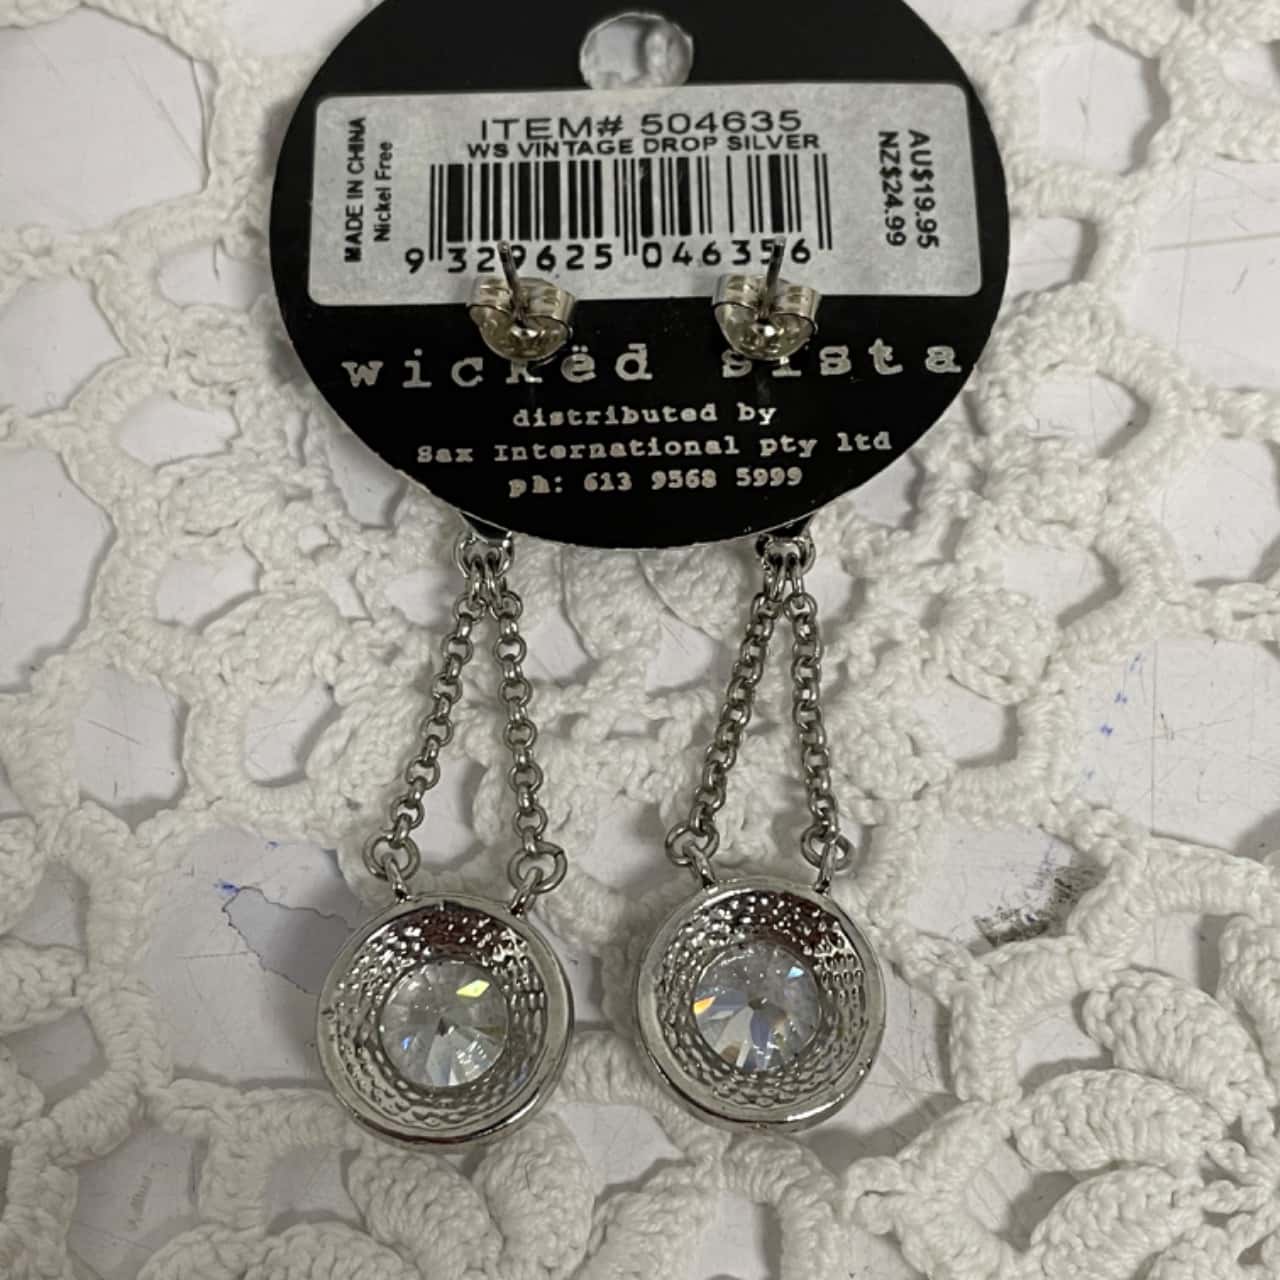 ITEM# 504635
WS VINTAGE DROP SILVER
MADE IN CHINA
Nickel Free
AU$19.95
NZ$24.99
9 329625 046356
wickëd sista
distributed by
Sax International pty ltd
ph: 613 9568 5999